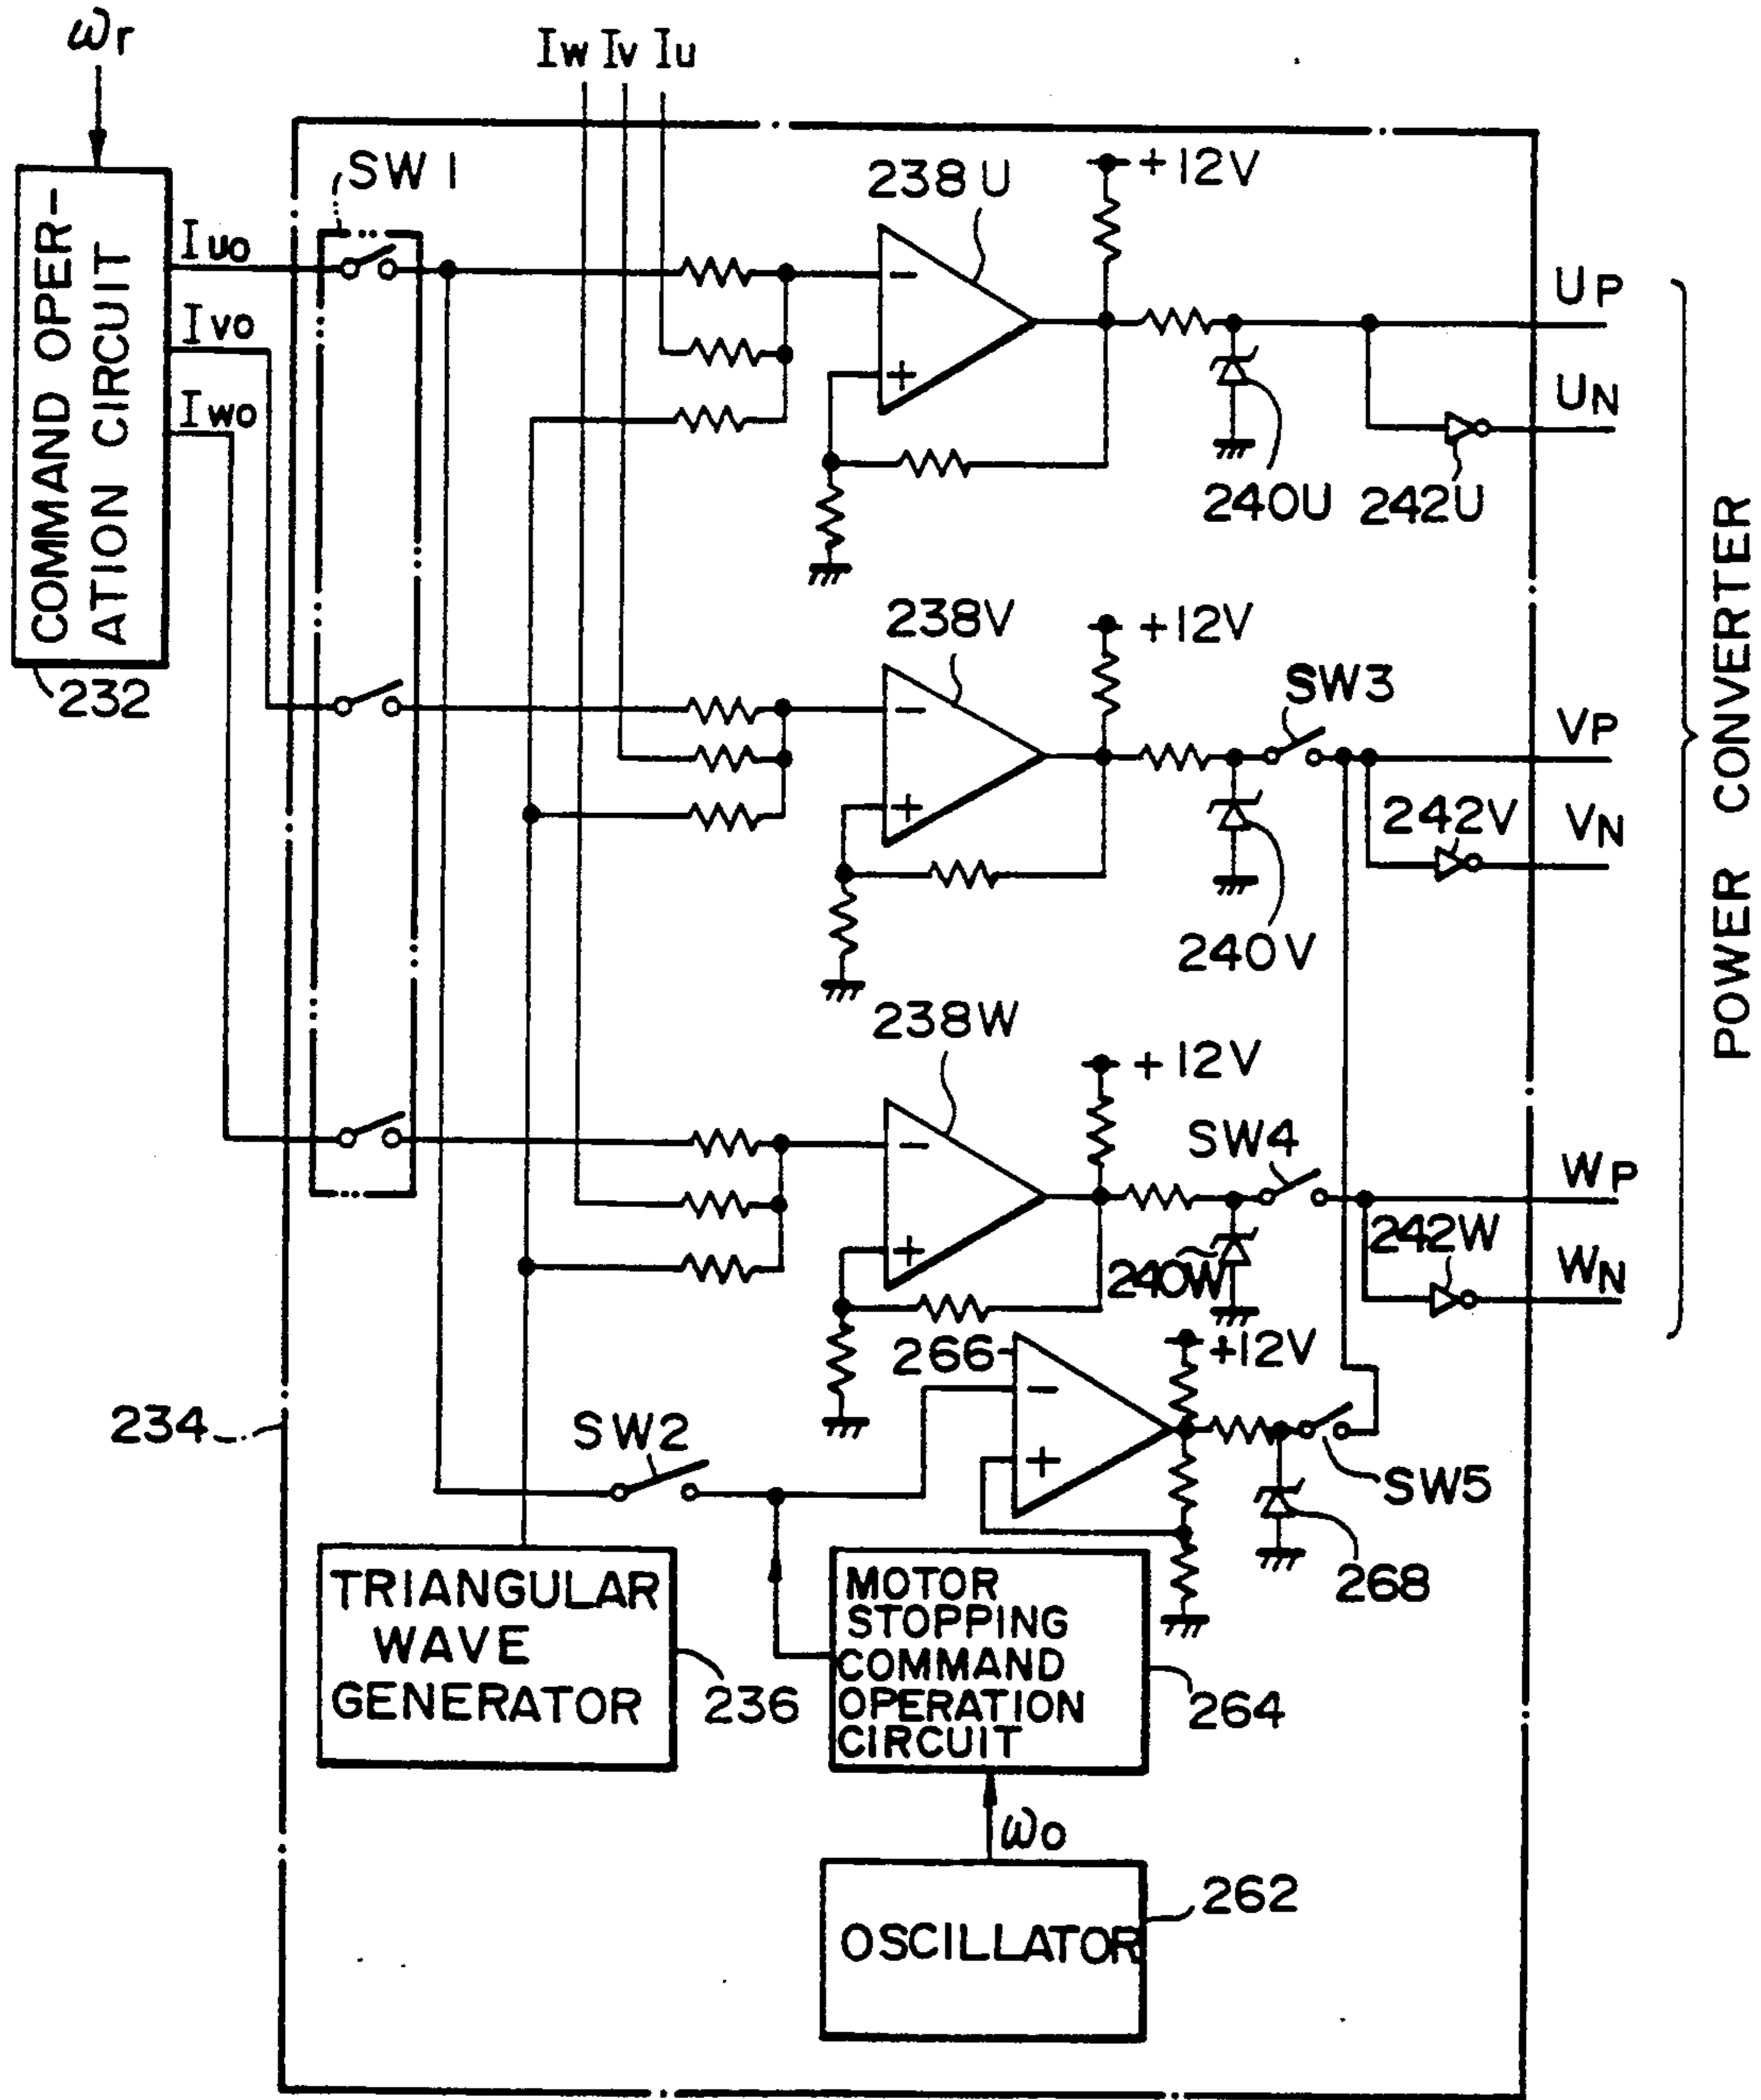 ωr
Iw Iv Iu
COMMAND OPER-
ATION CIRCUIT
232
Iuo
Ivo
Iwo
SW1
238U
+12V
-
+
240U
242U
UP
UN
238V
+12V
-
+
SW3
240V
242V
VP
VN
238W
+12V
-
+
SW4
240W
242W
WP
WN
POWER CONVERTER
266
+12V
-
+
SW5
268
234
SW2
TRIANGULAR
WAVE
GENERATOR
236
MOTOR
STOPPING
COMMAND
OPERATION
CIRCUIT
264
ωo
OSCILLATOR
262